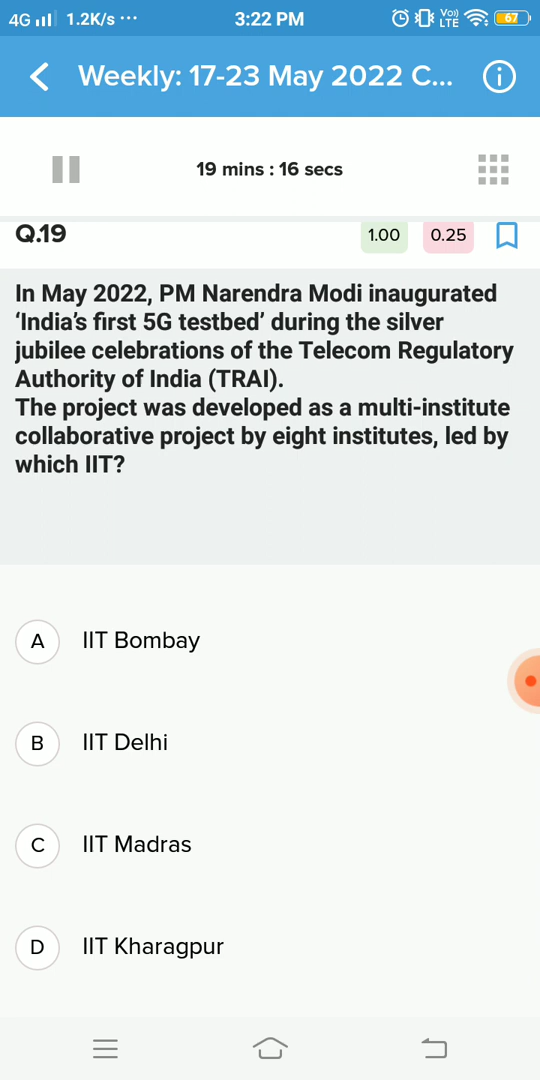 4G 1.2K/s ··· 3:22 PM Vo)) LTE 67
Weekly: 17-23 May 2022 C...
19 mins : 16 secs
Q.19 1.00 0.25
In May 2022, PM Narendra Modi inaugurated
‘India’s first 5G testbed’ during the silver
jubilee celebrations of the Telecom Regulatory
Authority of India (TRAI).
The project was developed as a multi-institute
collaborative project by eight institutes, led by
which IIT?
A IIT Bombay
B IIT Delhi
C IIT Madras
D IIT Kharagpur